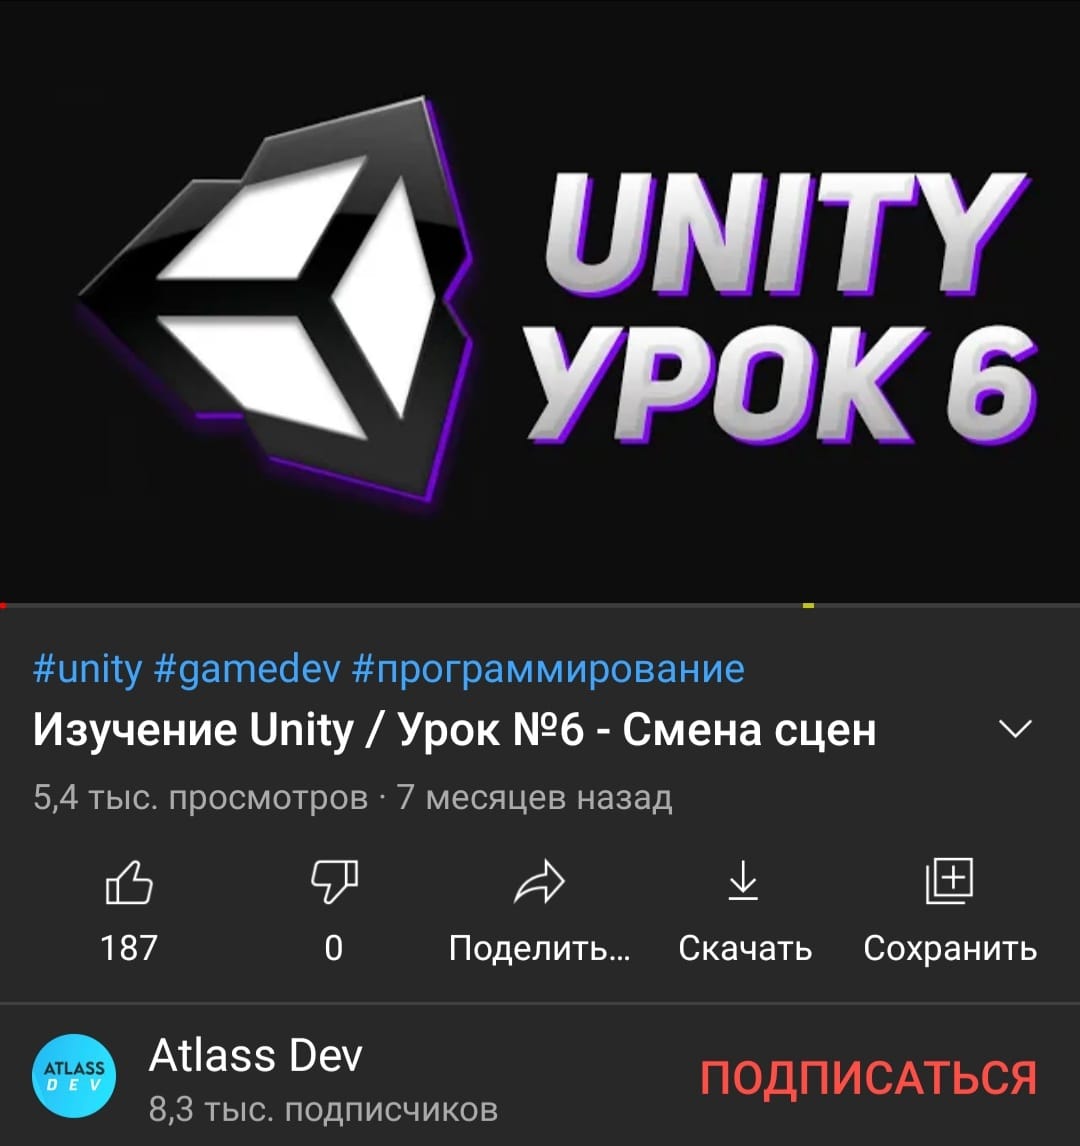 UNITY
УРОК 6
#unity #gamedev #программирование
Изучение Unity / Урок №6 - Смена сцен
5,4 тыс. просмотров · 7 месяцев назад
187 0 Поделить... Скачать Сохранить
ATLASS
DEV
Atlass Dev
8,3 тыс. подписчиков
ПОДПИСАТЬСЯ